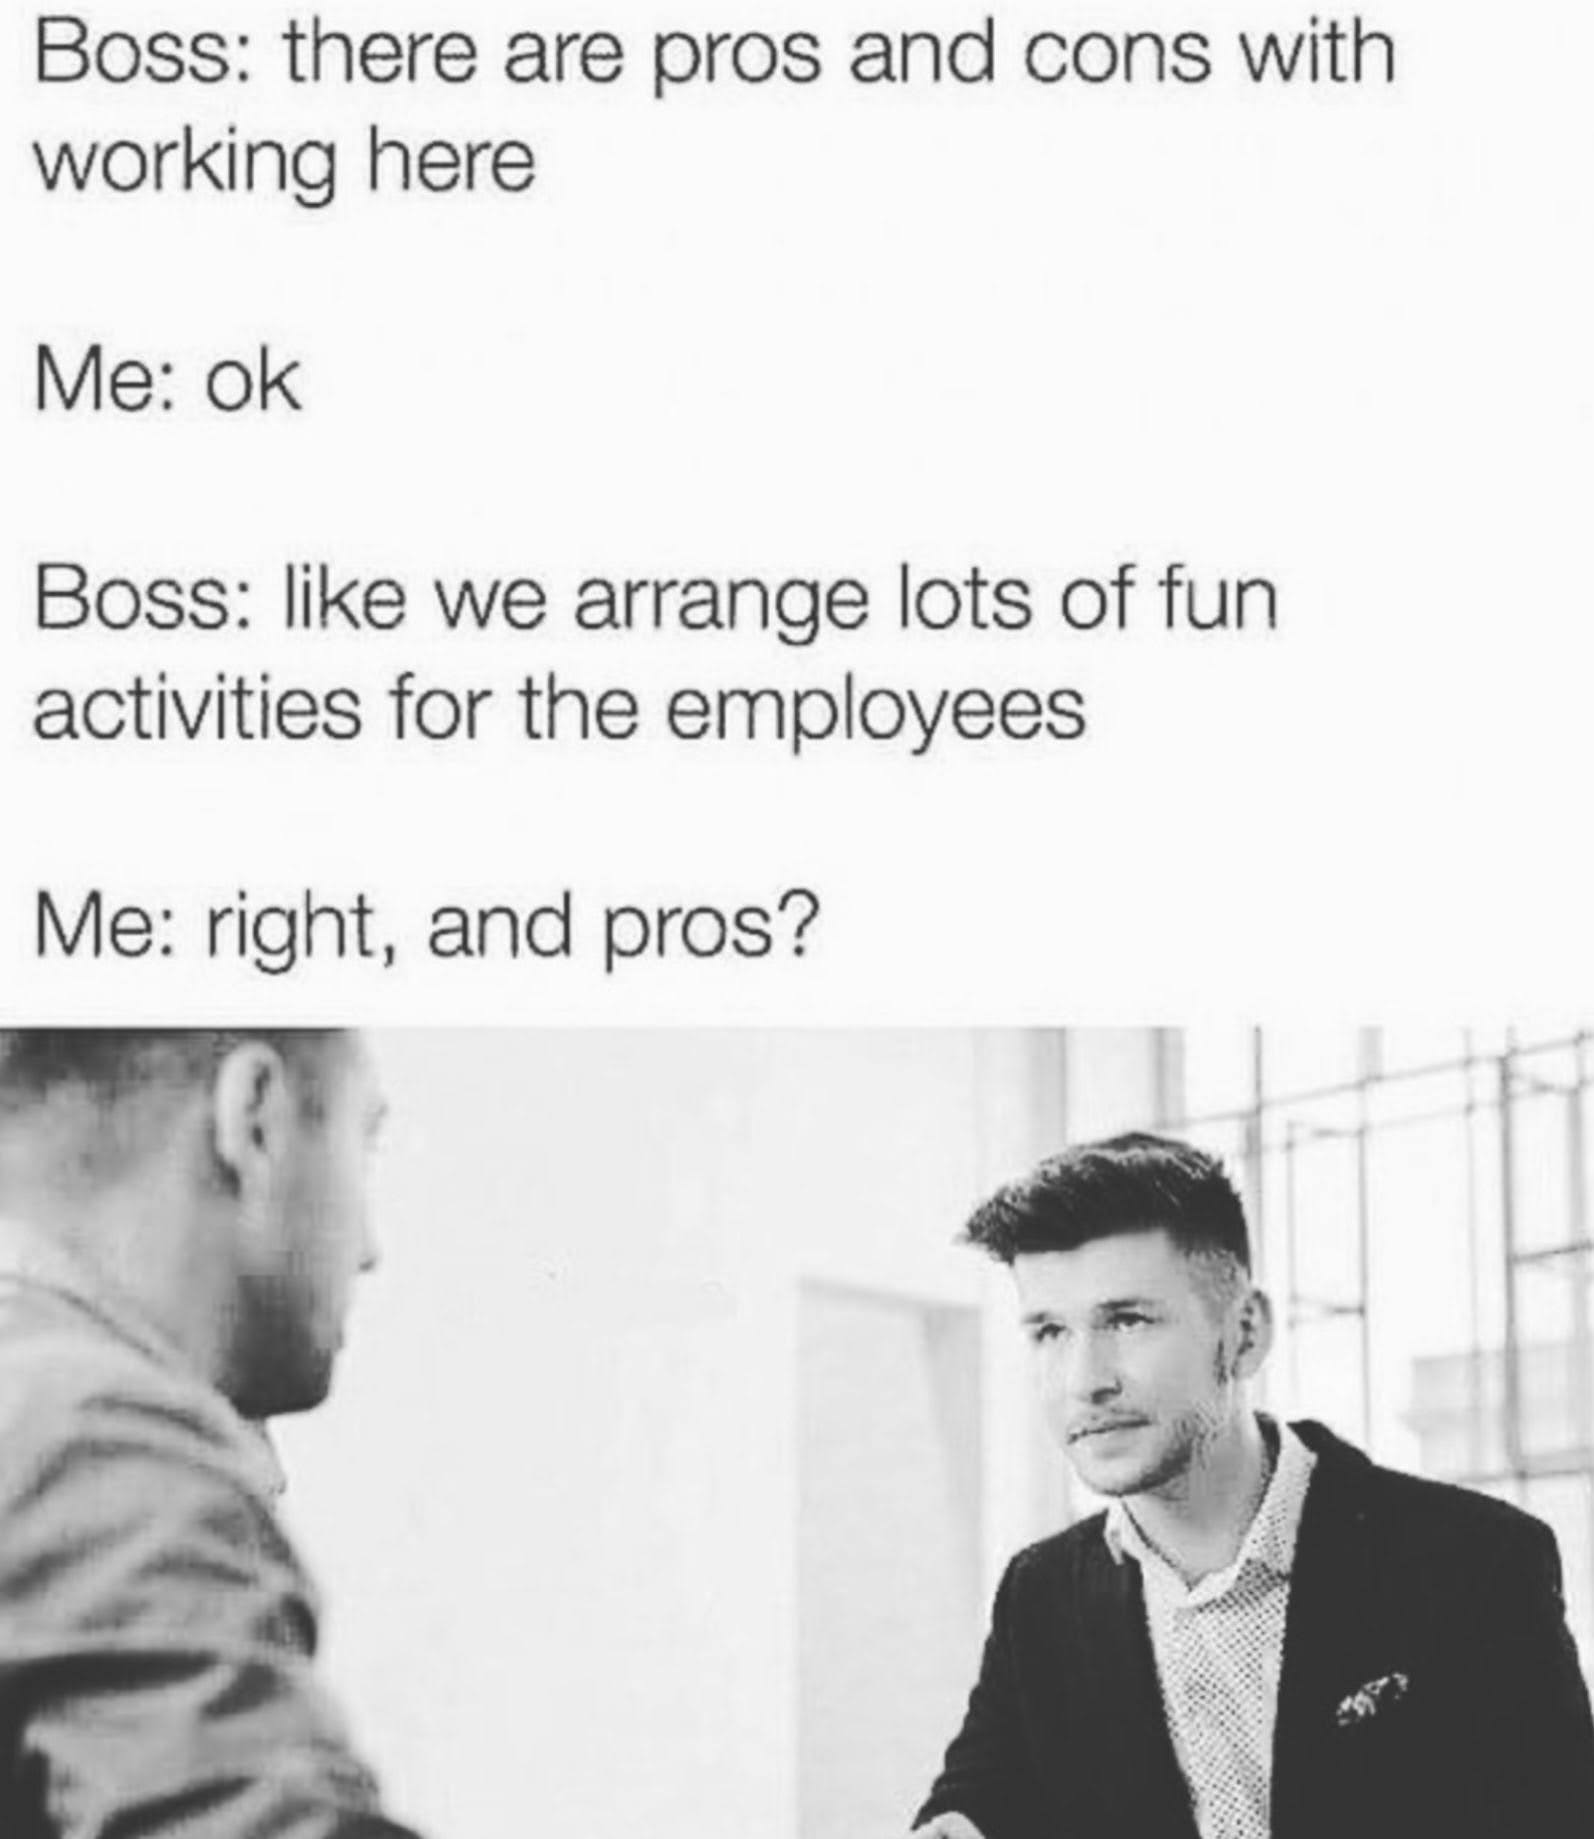 Boss: there are pros and cons with
working here
Me: ok
Boss: like we arrange lots of fun
activities for the employees
Me: right, and pros?